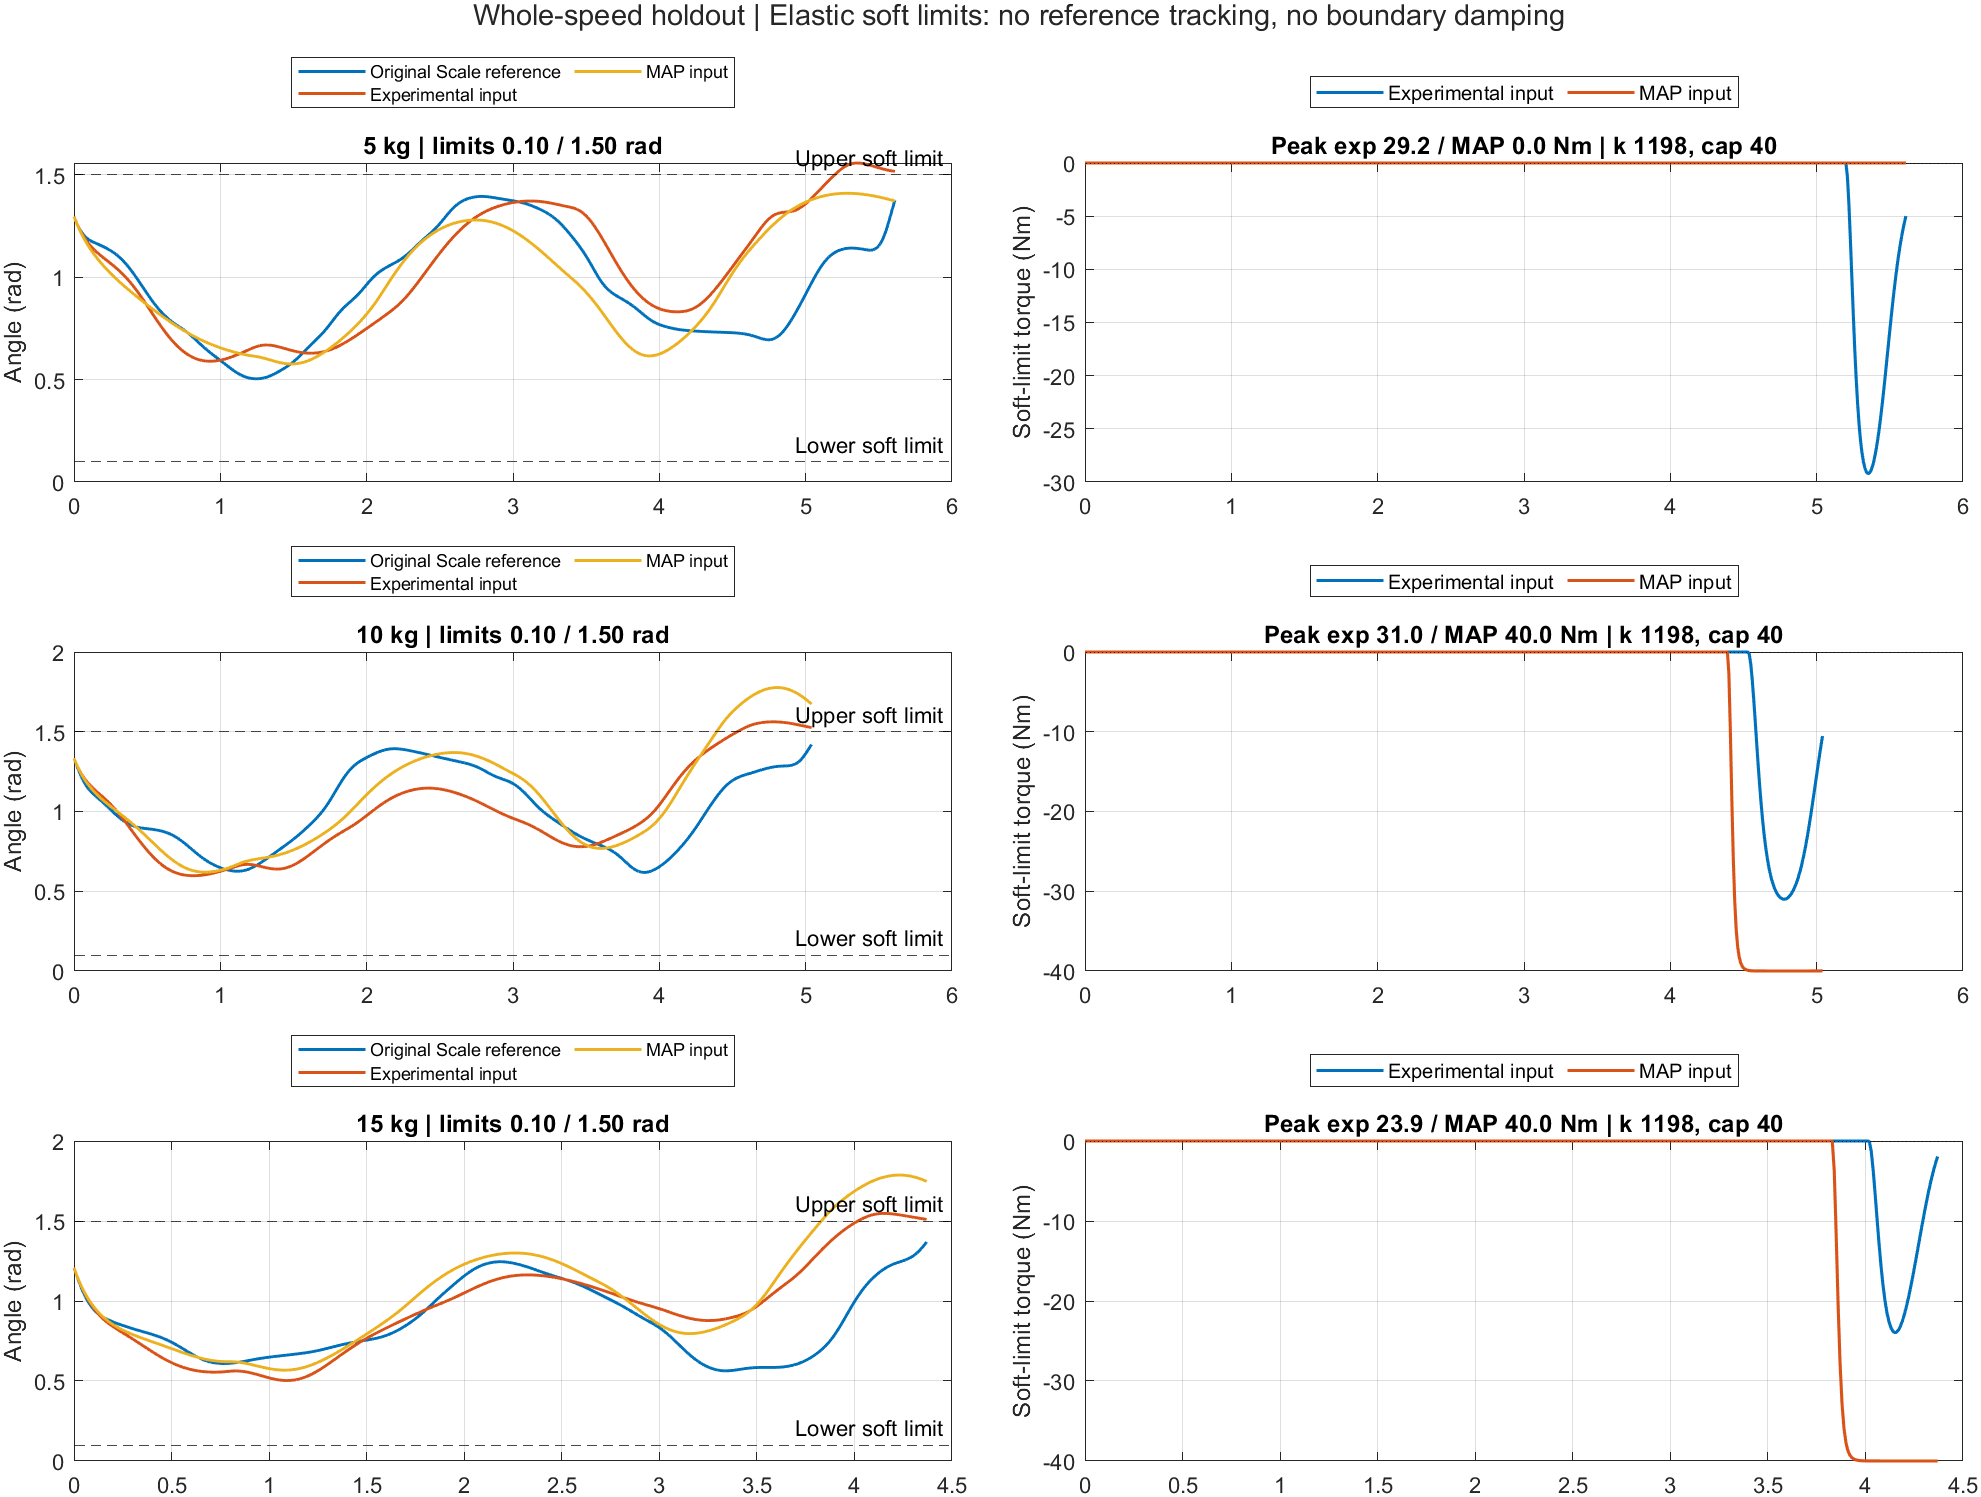 Whole-speed holdout | Elastic soft limits: no reference tracking, no boundary damping
Original Scale reference MAP input
Experimental input
5 kg | limits 0.10 / 1.50 rad
Upper soft limit
Lower soft limit
Angle (rad)
1.5
1
0.5
0
0 1 2 3 4 5 6
Experimental input MAP input
Peak exp 29.2 / MAP 0.0 Nm | k 1198, cap 40
Soft-limit torque (Nm)
0
-5
-10
-15
-20
-25
-30
0 1 2 3 4 5 6
Original Scale reference MAP input
Experimental input
10 kg | limits 0.10 / 1.50 rad
Upper soft limit
Lower soft limit
Angle (rad)
2
1.5
1
0.5
0
0 1 2 3 4 5 6
Experimental input MAP input
Peak exp 31.0 / MAP 40.0 Nm | k 1198, cap 40
Soft-limit torque (Nm)
0
-10
-20
-30
-40
0 1 2 3 4 5 6
Original Scale reference MAP input
Experimental input
15 kg | limits 0.10 / 1.50 rad
Upper soft limit
Lower soft limit
Angle (rad)
2
1.5
1
0.5
0
0 0.5 1 1.5 2 2.5 3 3.5 4 4.5
Experimental input MAP input
Peak exp 23.9 / MAP 40.0 Nm | k 1198, cap 40
Soft-limit torque (Nm)
0
-10
-20
-30
-40
0 0.5 1 1.5 2 2.5 3 3.5 4 4.5